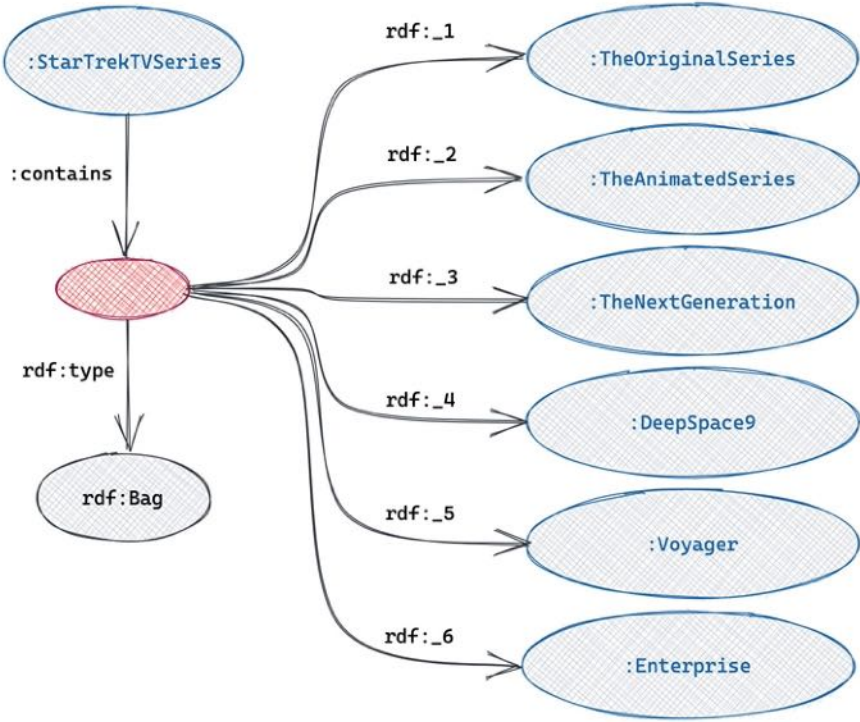 :StarTrekTVSeries
:contains
rdf:type
rdf:Bag
rdf:_1
:TheOriginalSeries
rdf:_2
:TheAnimatedSeries
rdf:_3
:TheNextGeneration
rdf:_4
:DeepSpace9
rdf:_5
:Voyager
rdf:_6
:Enterprise